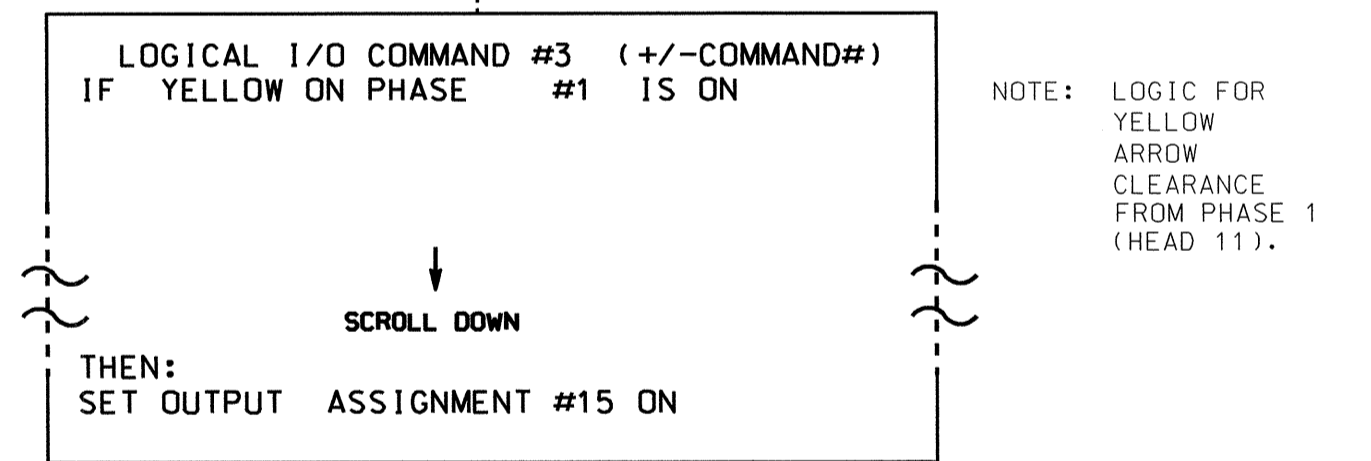 LOGICAL I/O COMMAND #3 (+/-COMMAND#)
IF YELLOW ON PHASE #1 IS ON
SCROLL DOWN
THEN:
SET OUTPUT ASSIGNMENT #15 ON
NOTE: LOGIC FOR
YELLOW
ARROW
CLEARANCE
FROM PHASE 1
(HEAD 11).